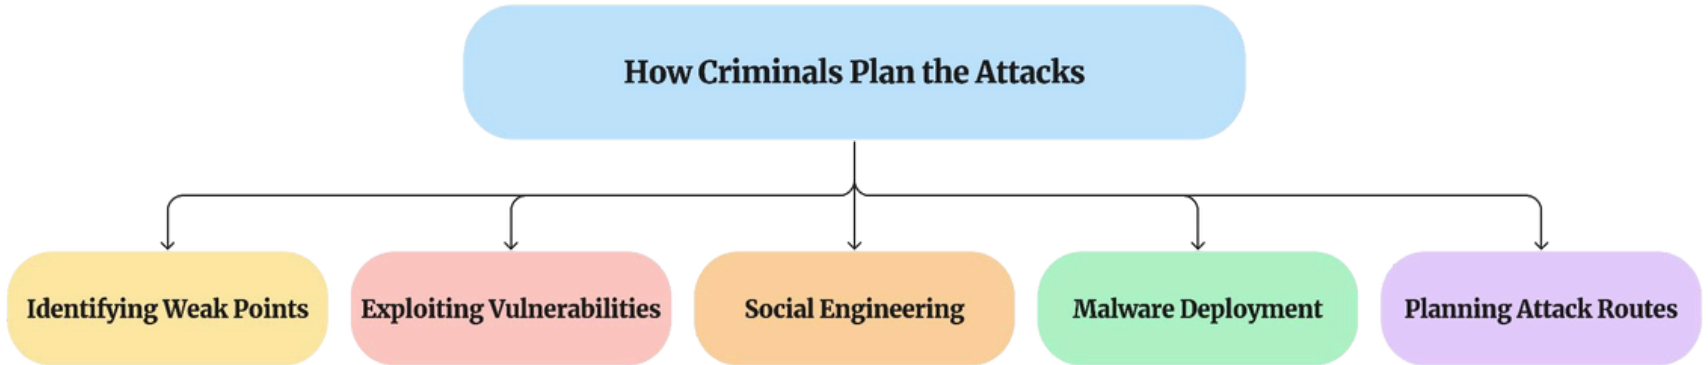 How Criminals Plan the Attacks
Identifying Weak Points
Exploiting Vulnerabilities
Social Engineering
Malware Deployment
Planning Attack Routes